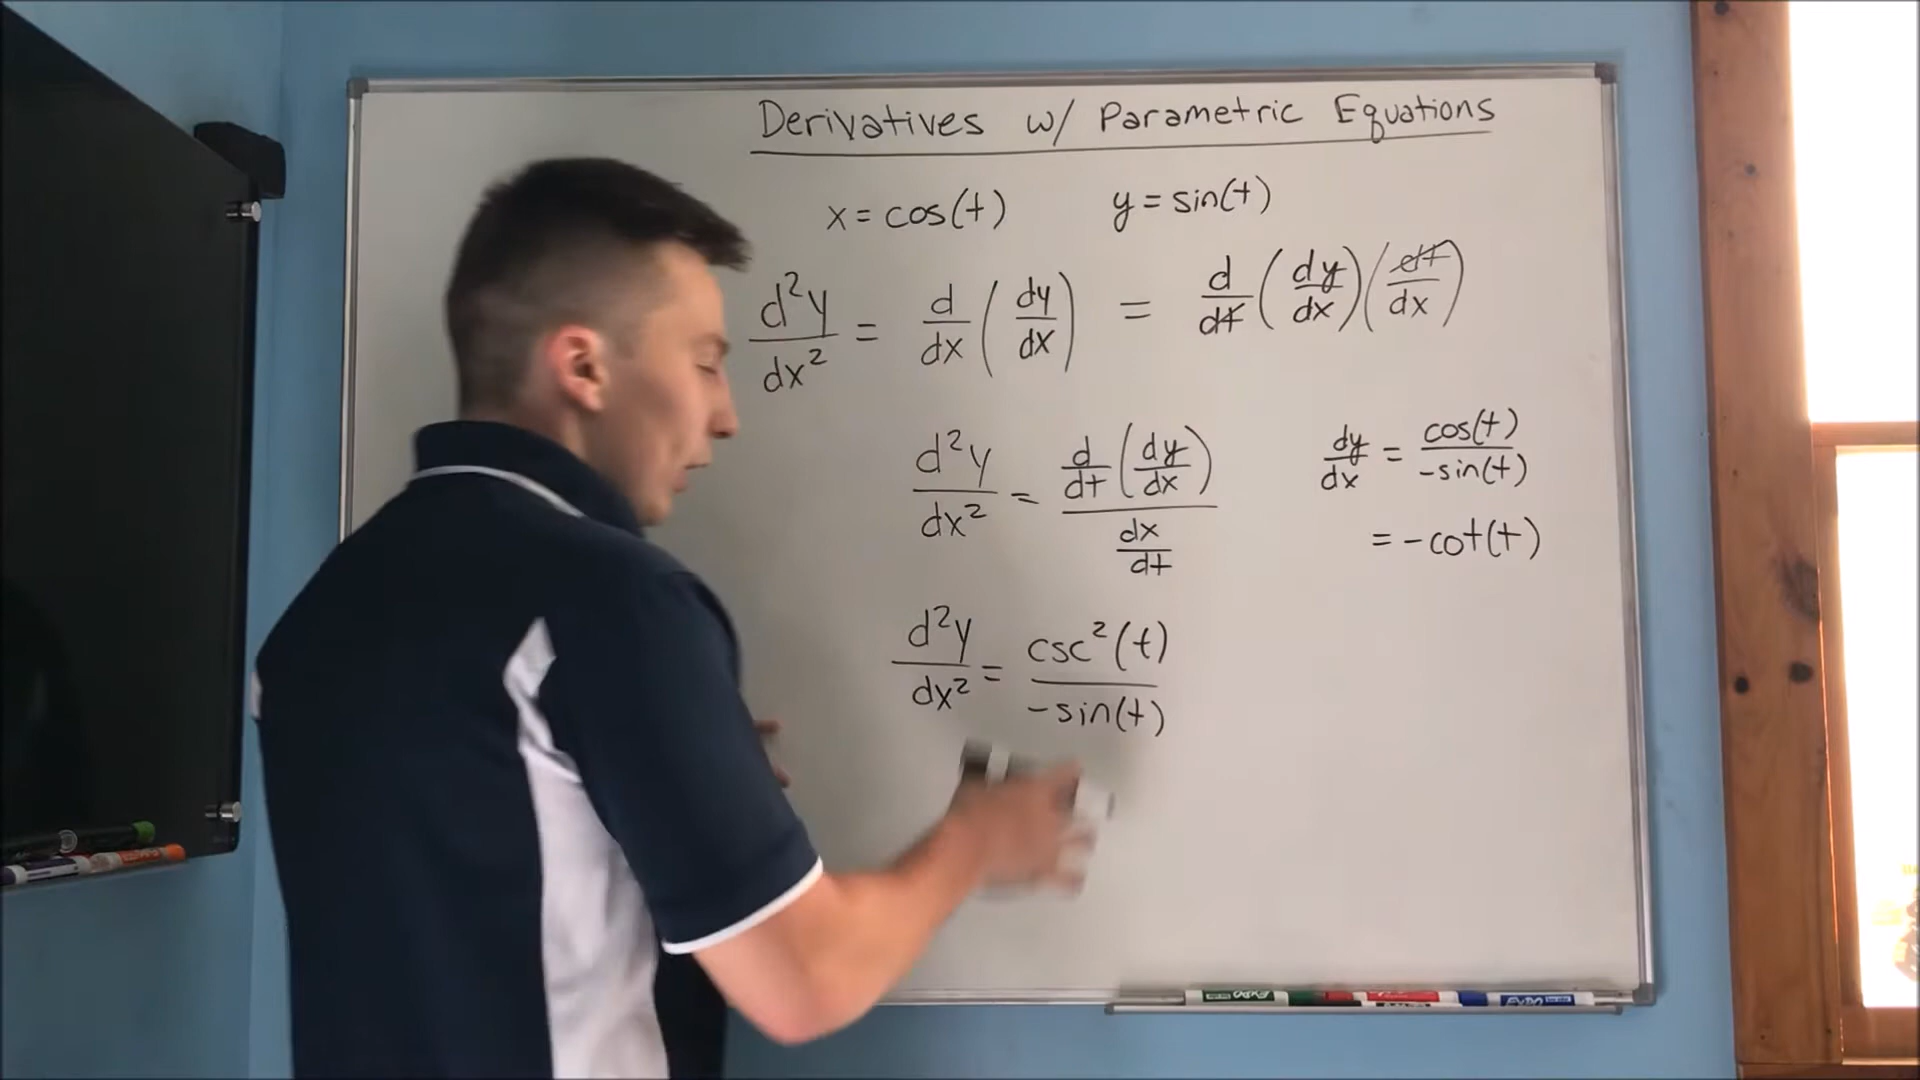 Derivatives w/ Parametric Equations
x = cos(t) y = sin(t)
d²y/dx² = d/dx (dy/dx) = d/dt (dy/dx)(dt/dx)
d²y/dx² = d/dt (dy/dx) / dx/dt
dy/dx = cos(t)/-sin(t)
= -cot(t)
d²y/dx² = csc²(t)/-sin(t)
EXPO